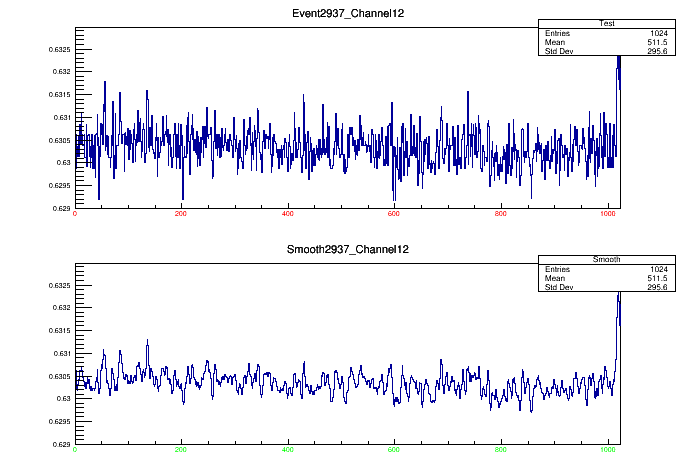 Event2937_Channel12
Test
Entries 1024
Mean 511.5
Std Dev 295.6
0.6325
0.632
0.6315
0.631
0.6305
0.63
0.6295
0.629
0 200 400 600 800 1000
Smooth2937_Channel12
Smooth
Entries 1024
Mean 511.5
Std Dev 295.6
0.6325
0.632
0.6315
0.631
0.6305
0.63
0.6295
0.629
0 200 400 600 800 1000